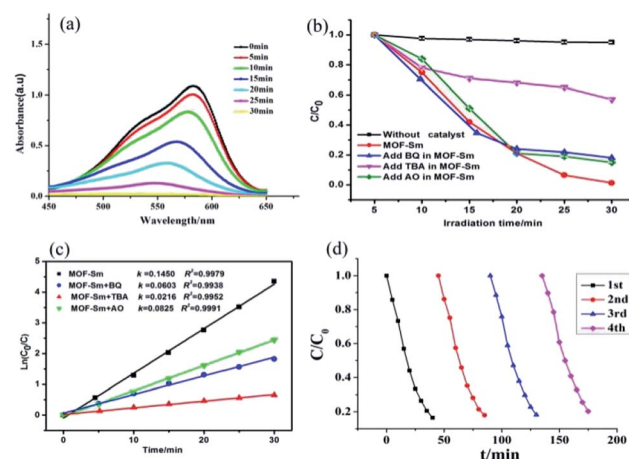 (a)
Absorbance(a.u)
1.5
1.0
0.5
0.0
450
500
550
600
650
Wavelength/nm
0min
5min
10min
15min
20min
25min
30min
(b)
C/C0
1.0
0.8
0.6
0.4
0.2
0.0
5
10
15
20
25
30
Irradiation time/min
Without catalyst
MOF-Sm
Add BQ in MOF-Sm
Add TBA in MOF-Sm
Add AO in MOF-Sm
(c)
Ln(C0/C)
5
4
3
2
1
0
0
10
20
30
Time/min
MOF-Sm k =0.1450 R²=0.9979
MOF-Sm+BQ k =0.0603 R²=0.9938
MOF-Sm+TBA k =0.0216 R²=0.9952
MOF-Sm+AO k =0.0825 R²=0.9991
(d)
C/C0
1.0
0.8
0.6
0.4
0.2
0
50
100
150
200
t/min
1st
2nd
3rd
4th